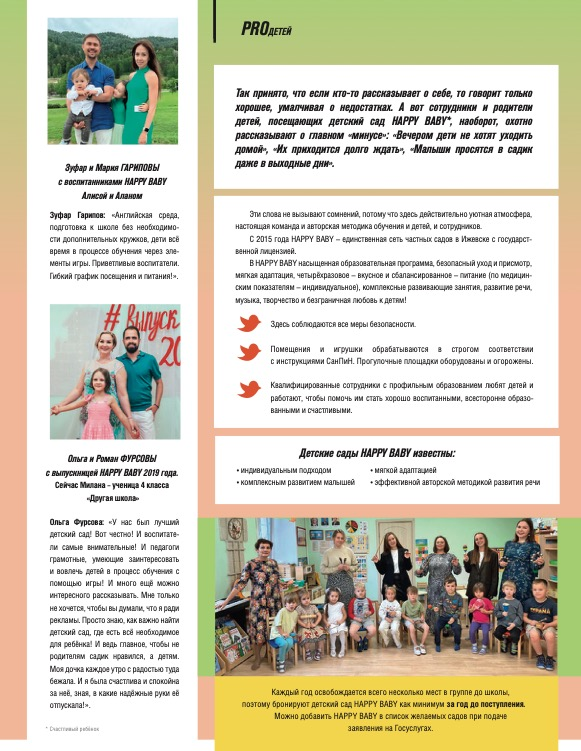 PROДЕТЕЙ
Зуфар и Мария ГАРИПОВЫ
с воспитанниками HAPPY BABY
Алисой и Аланом
Зуфар Гарипов: «Английская среда,
подготовка к школе без необходимо-
сти дополнительных кружков, дети всё
время в процессе обучения через эле-
менты игры. Приветливые воспитатели.
Гибкий график посещения и питания!».
#Выпуск
20
Ольга и Роман ФУРСОВЫ
с выпускницей HAPPY BABY 2019 года.
Сейчас Милана – ученица 4 класса
«Другая школа»
Ольга Фурсова: «У нас был лучший
детский сад! Вот честно! И воспитате-
ли самые внимательные! И педагоги
грамотные, умеющие заинтересовать
и вовлечь детей в процесс обучения с
помощью игры! И много ещё можно
интересного рассказывать. Мне только
не хочется, чтобы вы думали, что я ради
рекламы. Просто знаю, как важно найти
детский сад, где есть всё необходимое
для ребёнка! И ведь главное, чтобы не
родителям садик нравился, а детям.
Моя дочка каждое утро с радостью туда
бежала. И я была счастлива и спокойна
за неё, зная, в какие надёжные руки её
отпускала!».
* Счастливый ребёнок
Так принято, что если кто-то рассказывает о себе, то говорит только
хорошее, умалчивая о недостатках. А вот сотрудники и родители
детей, посещающих детский сад HAPPY BABY*, наоборот, охотно
рассказывают о главном «минусе»: «Вечером дети не хотят уходить
домой», «Их приходится долго ждать», «Малыши просятся в садик
даже в выходные дни».
Эти слова не вызывают сомнений, потому что здесь действительно уютная атмосфера,
настоящая команда и авторская методика обучения и детей, и сотрудников.
С 2015 года HAPPY BABY – единственная сеть частных садов в Ижевске с государст-
венной лицензией.
В HAPPY BABY насыщенная образовательная программа, безопасный уход и присмотр,
мягкая адаптация, четырёхразовое – вкусное и сбалансированное – питание (по медицин-
ским показателям – индивидуальное), комплексные развивающие занятия, развитие речи,
музыка, творчество и безграничная любовь к детям!
Здесь соблюдаются все меры безопасности.
Помещения и игрушки обрабатываются в строгом соответствии
с инструкциями СанПиН. Прогулочные площадки оборудованы и огорожены.
Квалифицированные сотрудники с профильным образованием любят детей и
работают, чтобы помочь им стать хорошо воспитанными, всесторонне образо-
ванными и счастливыми.
Детские сады HAPPY BABY известны:
• индивидуальным подходом
• комплексным развитием малышей
• мягкой адаптацией
• эффективной авторской методикой развития речи
Каждый год освобождается всего несколько мест в группе до школы,
поэтому бронируют детский сад HAPPY BABY как минимум за год до поступления.
Можно добавить HAPPY BABY в список желаемых садов при подаче
заявления на Госуслугах.